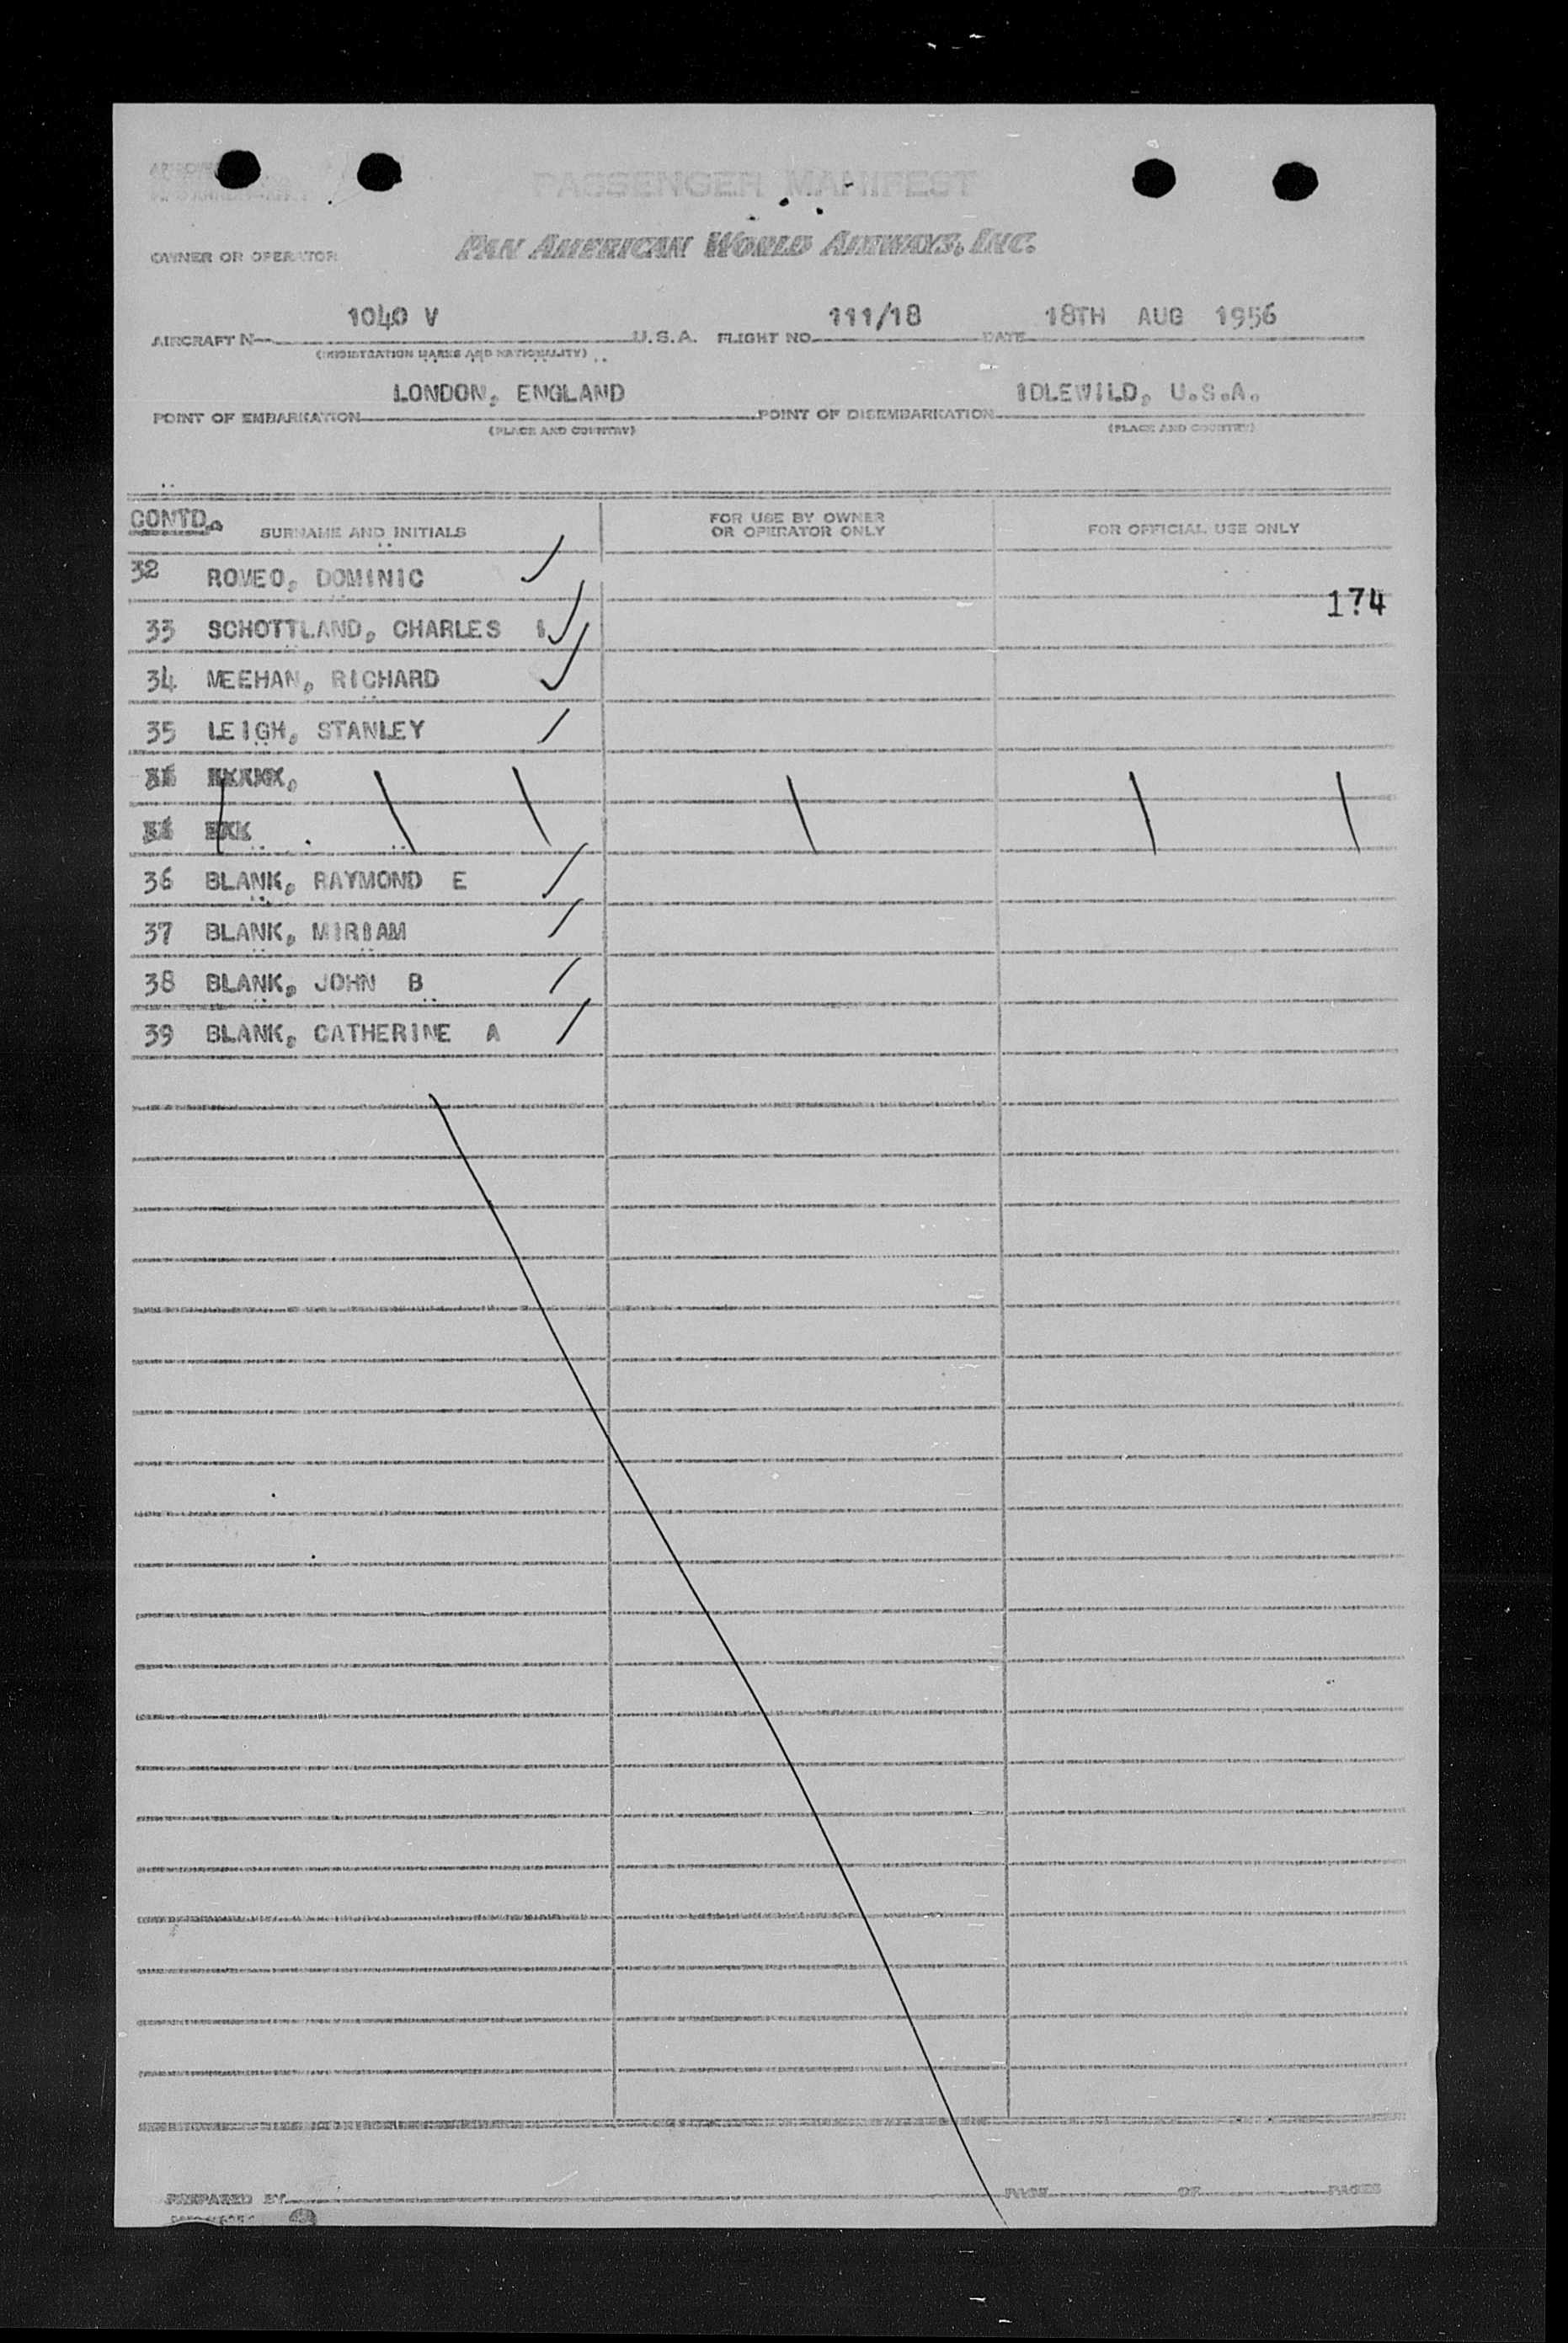 PASSENGER MANIFEST
OWNER OR OPERATOR PAN AMERICAN WORLD AIRWAYS, INC.
AIRCRAFT N— 1040 V U.S.A. FLIGHT NO. 111/18 DATE 18TH AUG 1956
(REGISTRATION MARKS AND NATIONALITY)
POINT OF EMBARKATION LONDON, ENGLAND POINT OF DISEMBARKATION IDLEWILD, U.S.A.
(PLACE AND COUNTRY) (PLACE AND COUNTRY)
CONTD. SURNAME AND INITIALS FOR USE BY OWNER OR OPERATOR ONLY FOR OFFICIAL USE ONLY
32 ROMEO, DOMINIC
174
33 SCHOTTLAND, CHARLES I
34 MEEHAN, RICHARD
35 LEIGH, STANLEY
36 BLANK, RAYMOND E
37 BLANK, MIRIAM
38 BLANK, JOHN B
39 BLANK, CATHERINE A
PREPARED BY PAGE OF PAGES